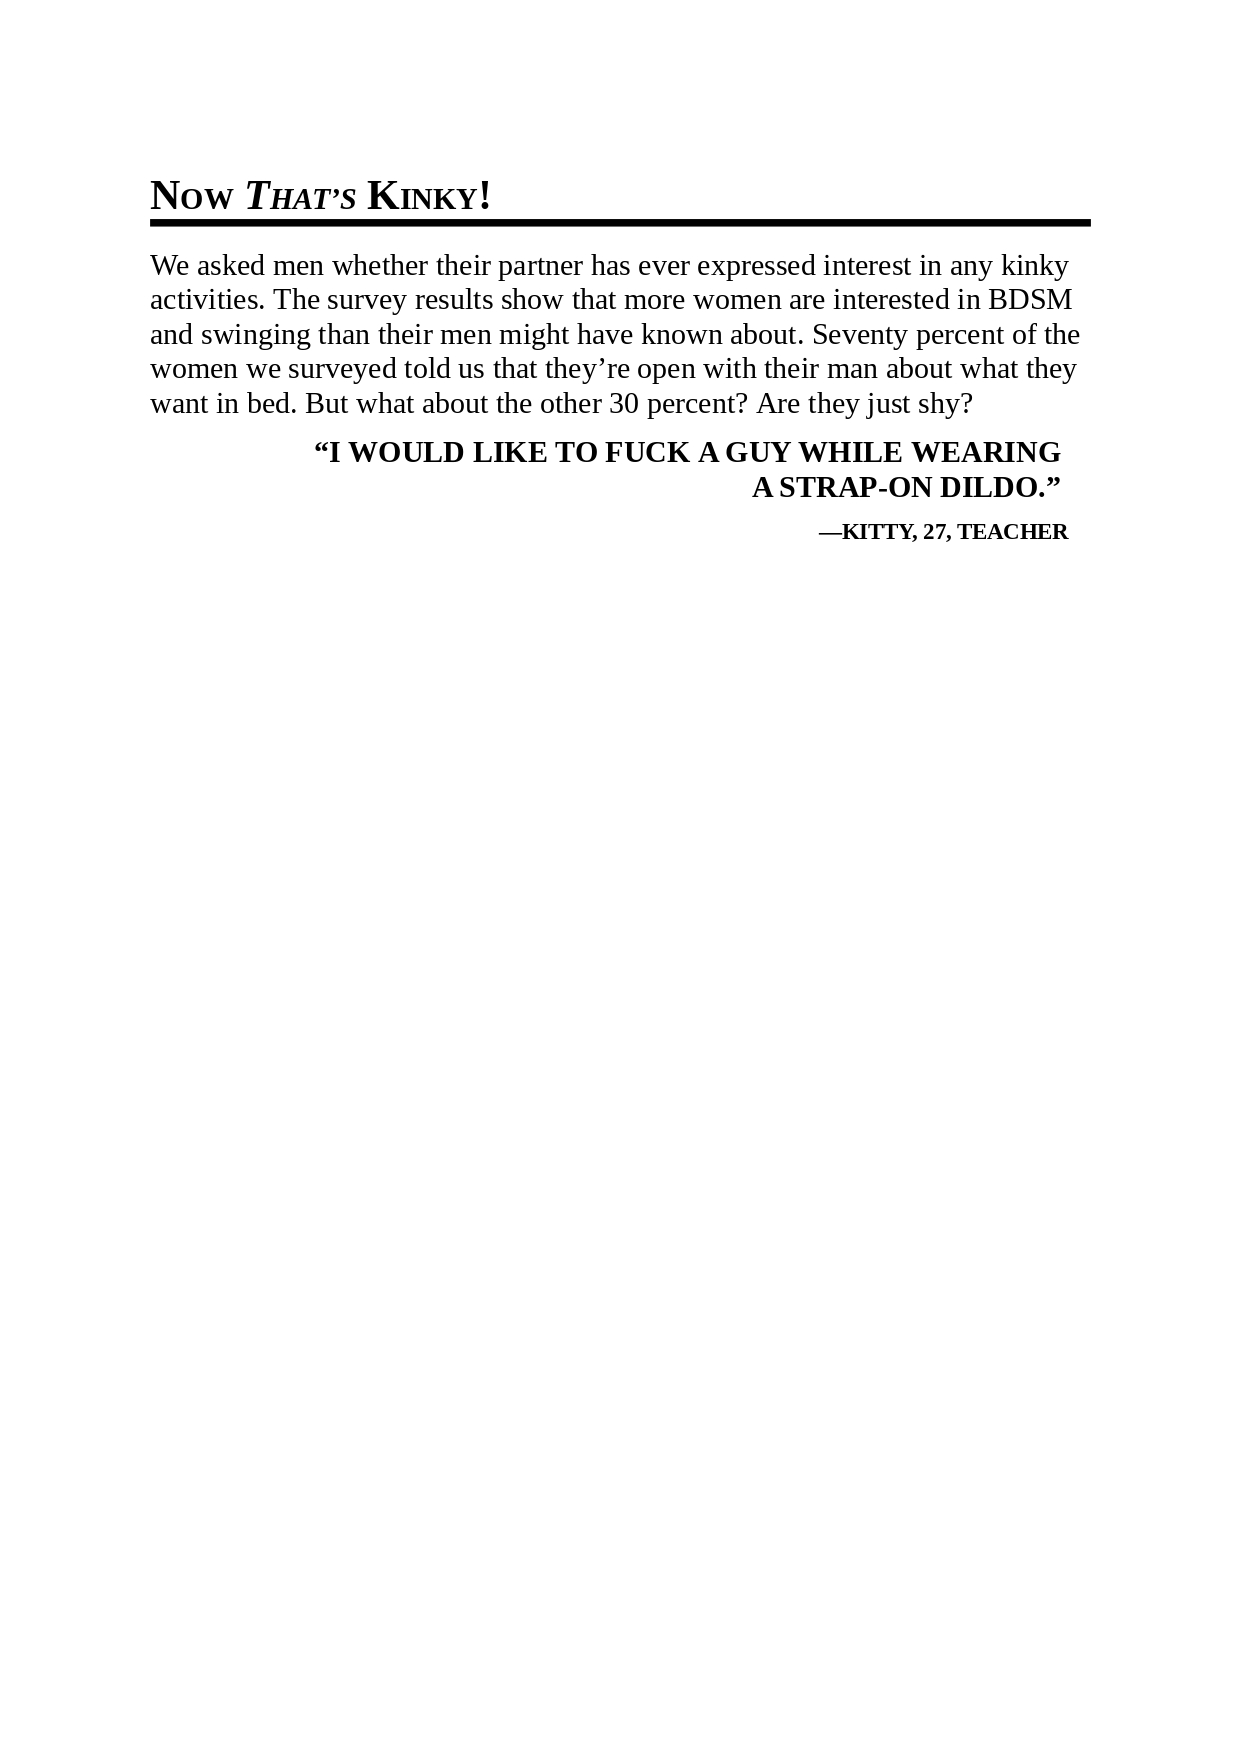 Now That’s Kinky!
We asked men whether their partner has ever expressed interest in any kinky
activities. The survey results show that more women are interested in BDSM
and swinging than their men might have known about. Seventy percent of the
women we surveyed told us that they’re open with their man about what they
want in bed. But what about the other 30 percent? Are they just shy?
“I WOULD LIKE TO FUCK A GUY WHILE WEARING
A STRAP-ON DILDO.”
—KITTY, 27, TEACHER